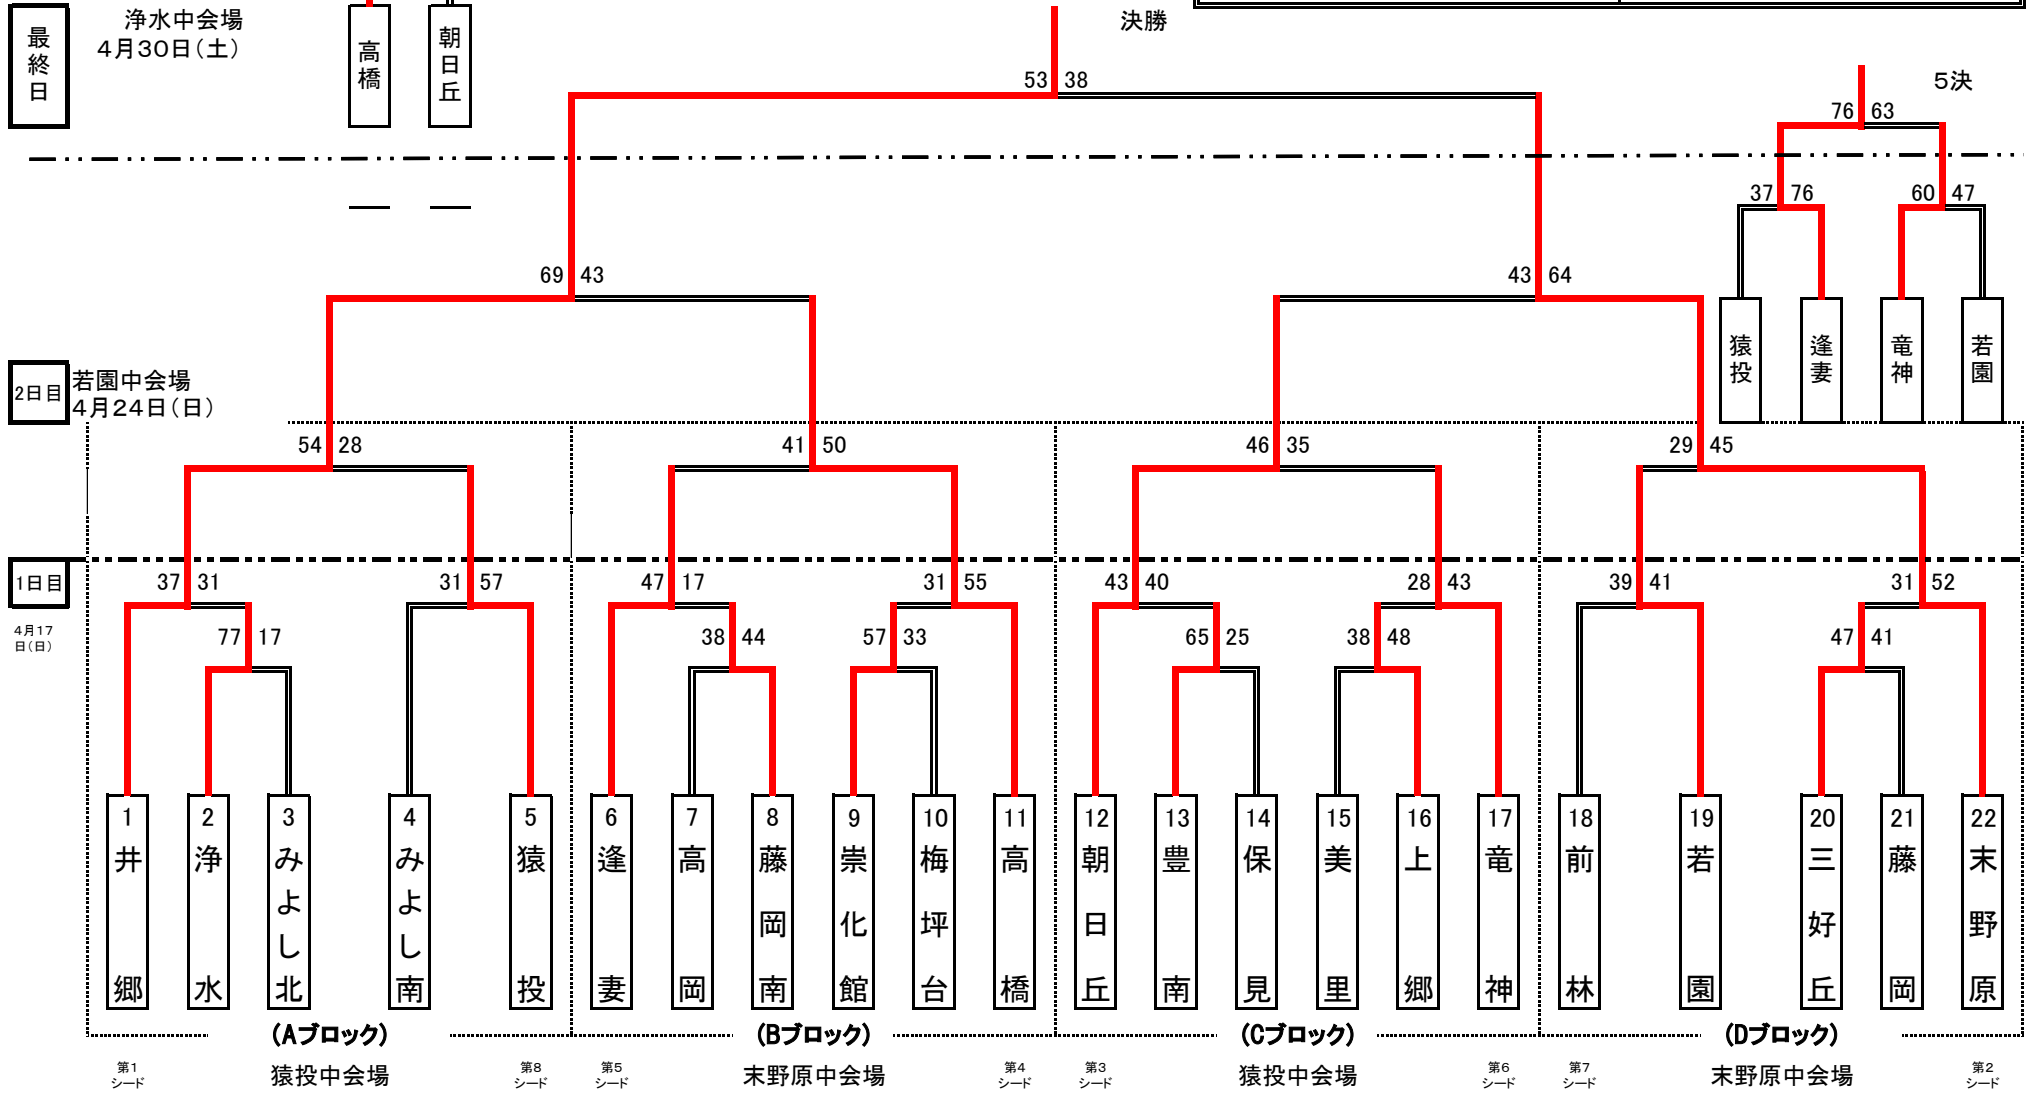 最終日
浄水中会場
4月30日(土)
高橋
朝日丘
決勝
53 38
5決
76 63
37 76
60 47
69 43
43 64
猿投
逢妻
竜神
若園
2日目
若園中会場
4月24日(日)
54 28
41 50
46 35
29 45
1日目
4月17
日(日)
37 31
31 57
47 17
31 55
43 40
28 43
39 41
31 52
77 17
38 44
57 33
65 25
38 48
47 41
1 井郷
2 浄水
3 みよし北
4 みよし南
5 猿投
6 逢妻
7 高岡
8 藤岡南
9 崇化館
10 梅坪台
11 高橋
12 朝日丘
13 豊南
14 保見
15 美里
16 上郷
17 竜神
18 前林
19 若園
20 三好丘
21 藤岡
22 末野原
(Aブロック)
(Bブロック)
(Cブロック)
(Dブロック)
第1
シード
猿投中会場
第8
シード
第5
シード
末野原中会場
第4
シード
第3
シード
猿投中会場
第6
シード
第7
シード
末野原中会場
第2
シード